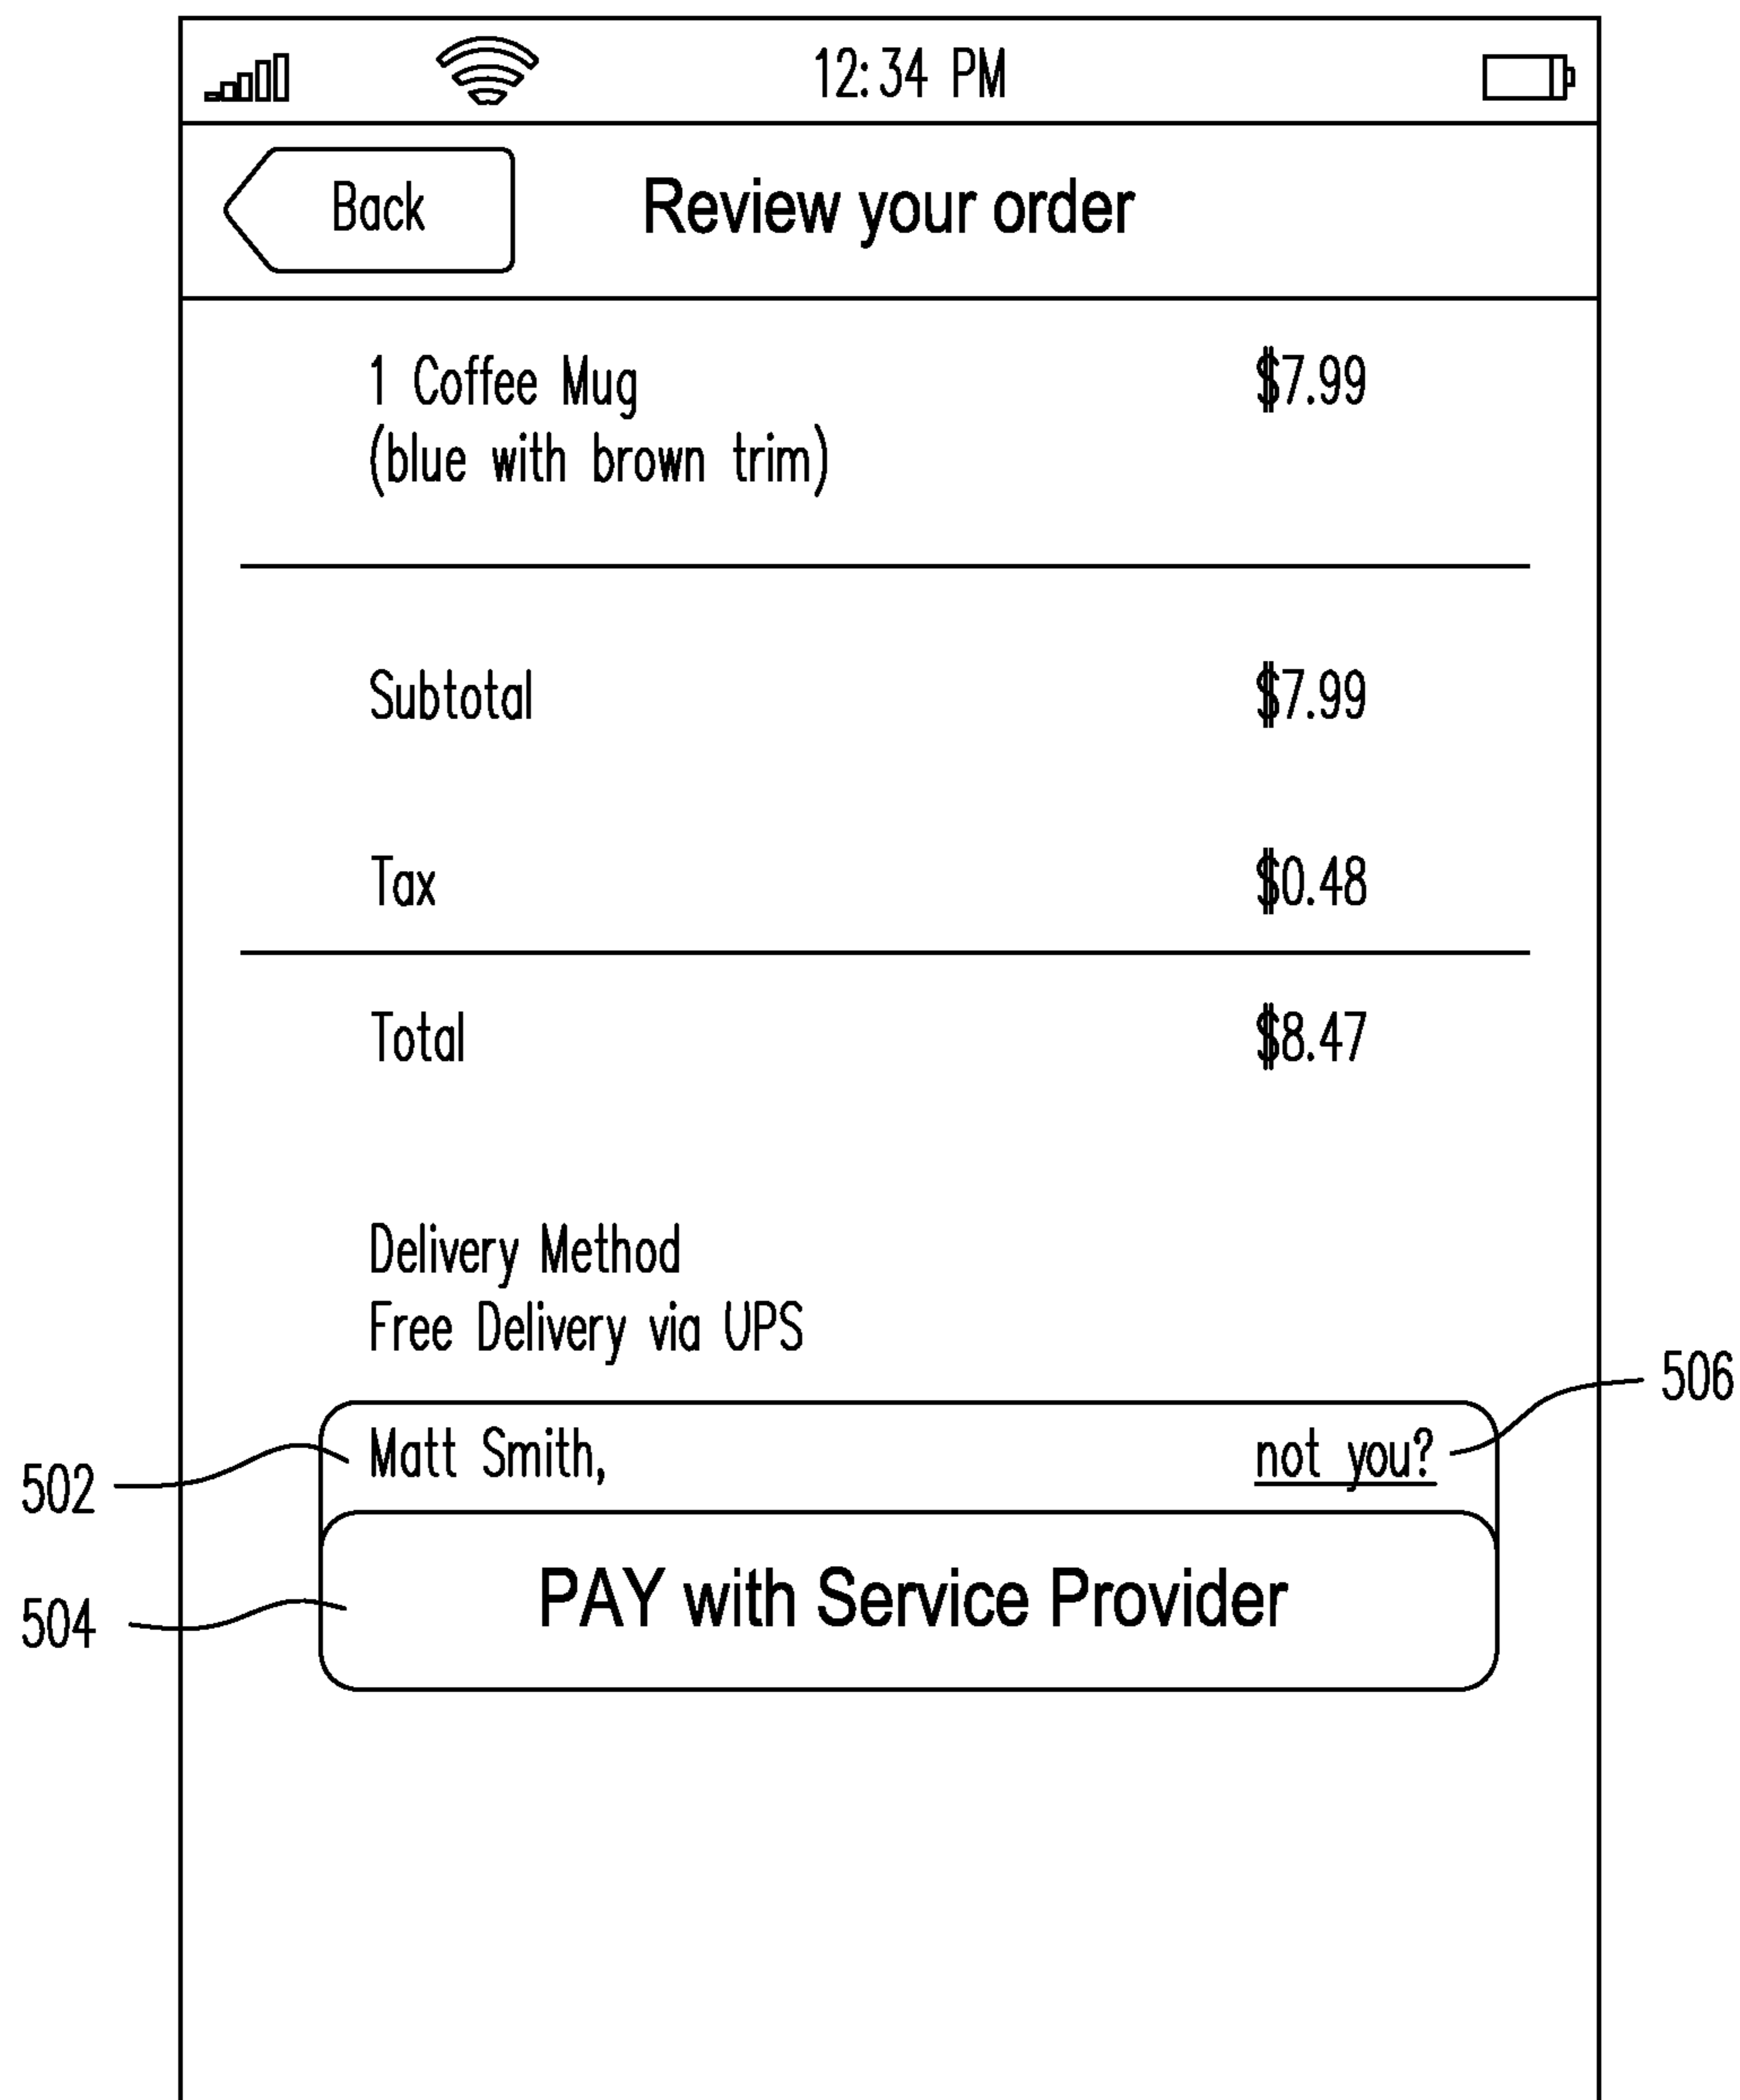 12:34 PM
Back
Review your order
1 Coffee Mug $7.99
(blue with brown trim)
Subtotal $7.99
Tax $0.48
Total $8.47
Delivery Method
Free Delivery via UPS
506
Matt Smith, not you?
502
PAY with Service Provider
504